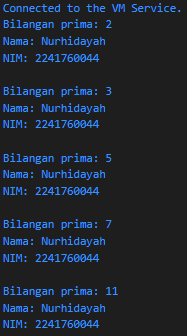 Connected to the VM Service.
Bilangan prima: 2
Nama: Nurhidayah
NIM: 2241760044
Bilangan prima: 3
Nama: Nurhidayah
NIM: 2241760044
Bilangan prima: 5
Nama: Nurhidayah
NIM: 2241760044
Bilangan prima: 7
Nama: Nurhidayah
NIM: 2241760044
Bilangan prima: 11
Nama: Nurhidayah
NIM: 2241760044